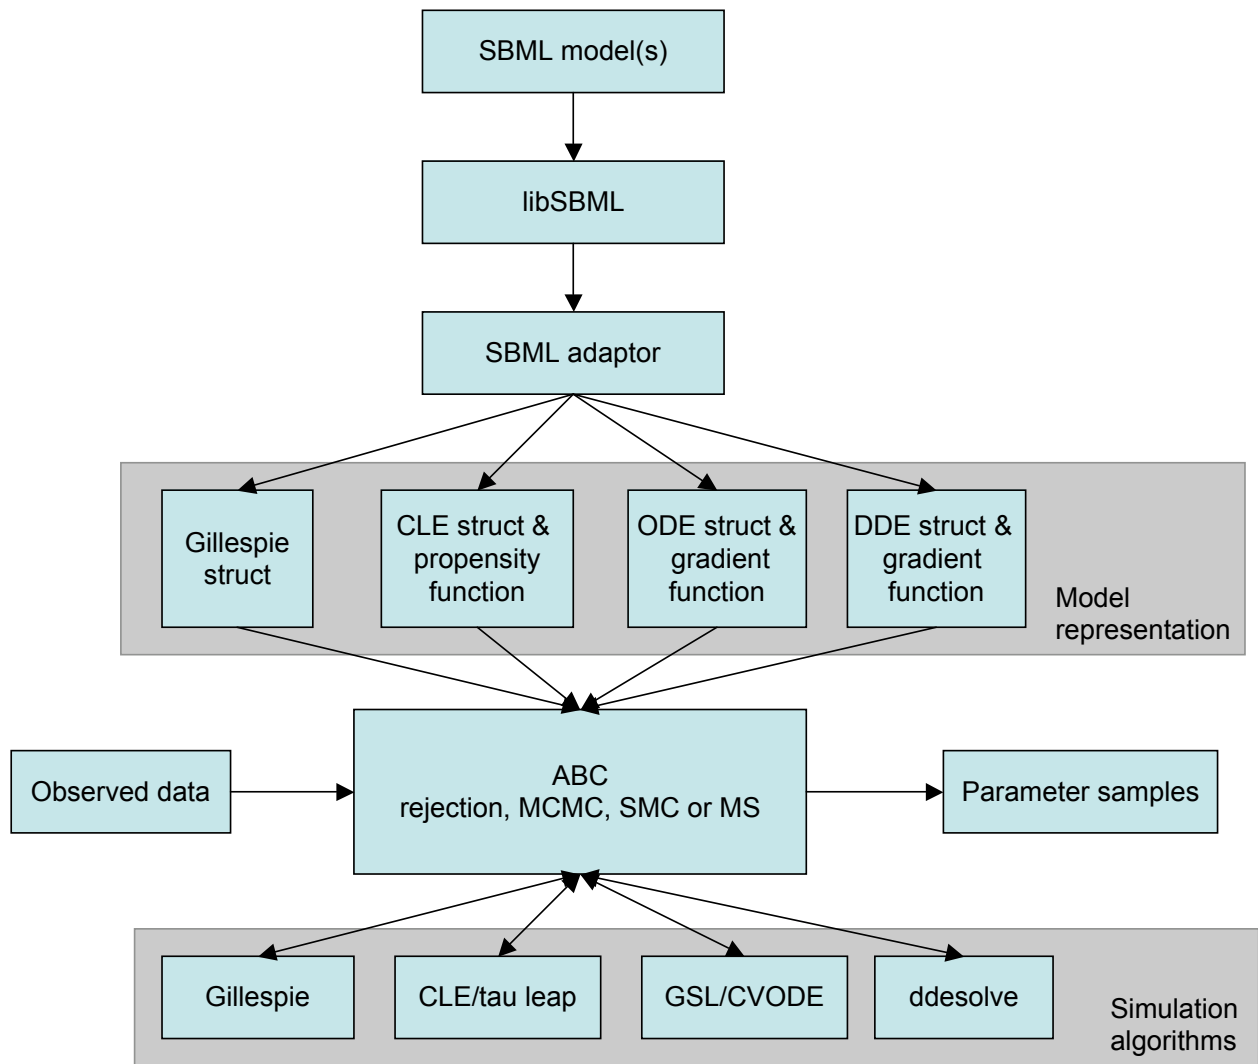 SBML model(s)
libSBML
SBML adaptor
Gillespie
struct
CLE struct &
propensity
function
ODE struct &
gradient
function
DDE struct &
gradient
function
Model
representation
Observed data
ABC
rejection, MCMC, SMC or MS
Parameter samples
Gillespie
CLE/tau leap
GSL/CVODE
ddesolve
Simulation
algorithms